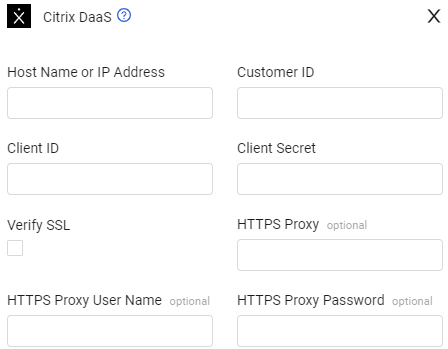 Citrix DaaS ?
X
Host Name or IP Address
Customer ID
Client ID
Client Secret
Verify SSL
HTTPS Proxy optional
HTTPS Proxy User Name optional
HTTPS Proxy Password optional